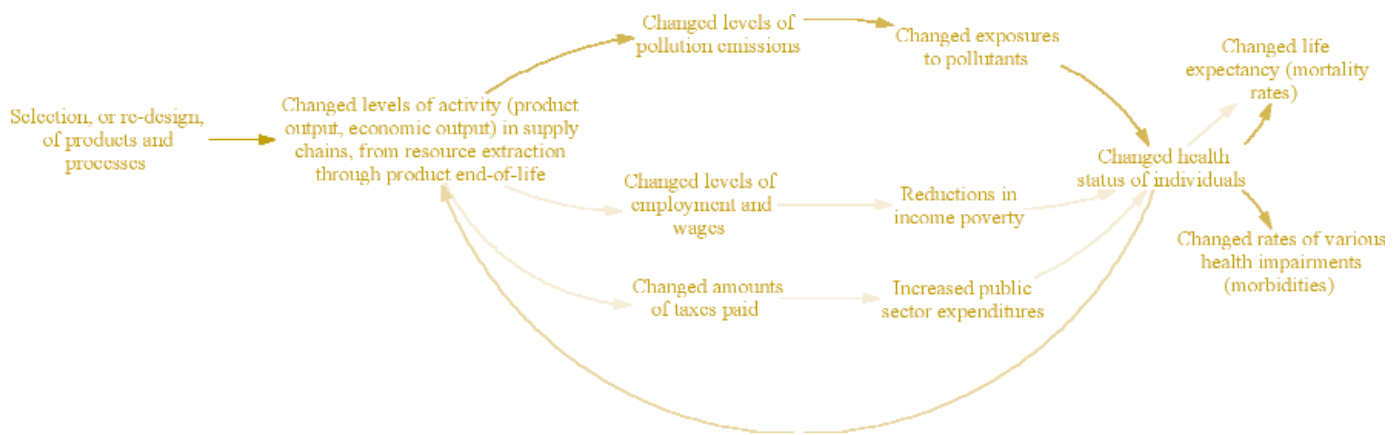 Selection, or re-design,
of products and
processes
Changed levels of activity (product
output, economic output) in supply
chains, from resource extraction
through product end-of-life
Changed levels of
pollution emissions
Changed exposures
to pollutants
Changed levels of
employment and
wages
Reductions in
income poverty
Changed amounts
of taxes paid
Increased public
sector expenditures
Changed health
status of individuals
Changed life
expectancy (mortality
rates)
Changed rates of various
health impairments
(morbidities)